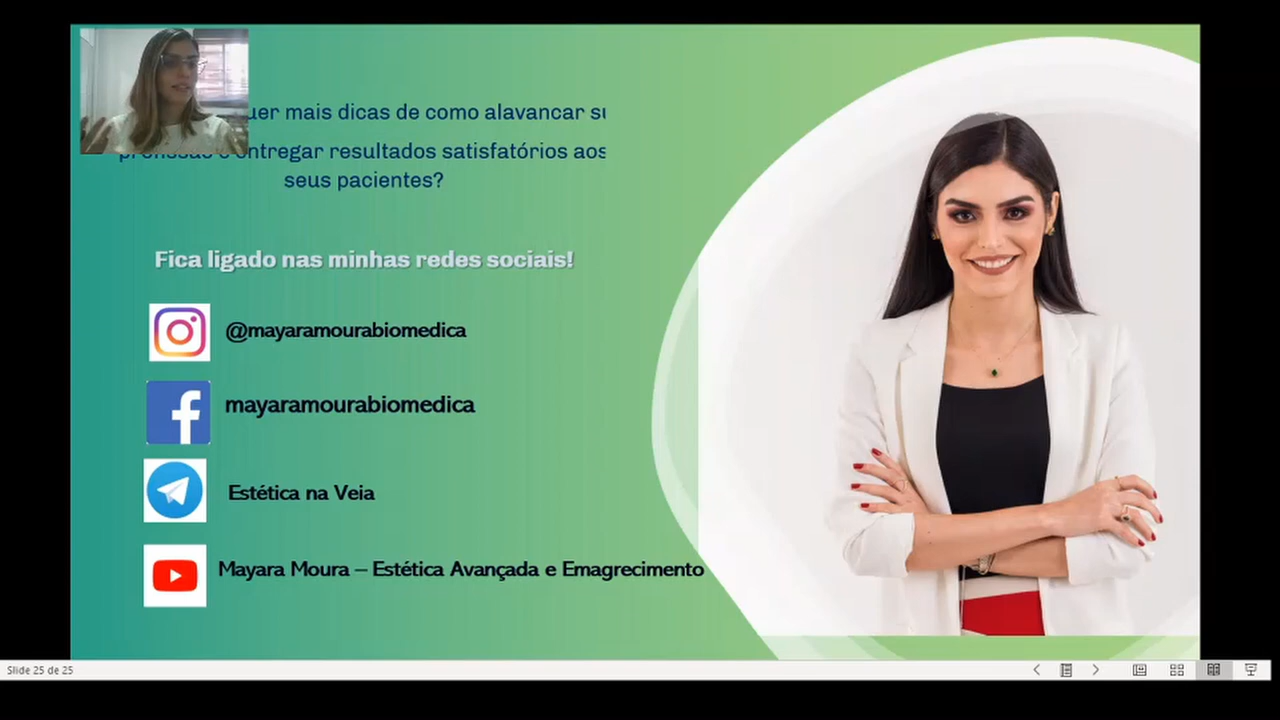 mais dicas de como alavancar
entregar resultados satisfatórios aos
seus pacientes?
Fica ligado nas minhas redes sociais!
@mayaramourabiomedica
mayaramourabiomedica
Estética na Veia
Mayara Moura – Estética Avançada e Emagrecimento
Slide 25 de 25